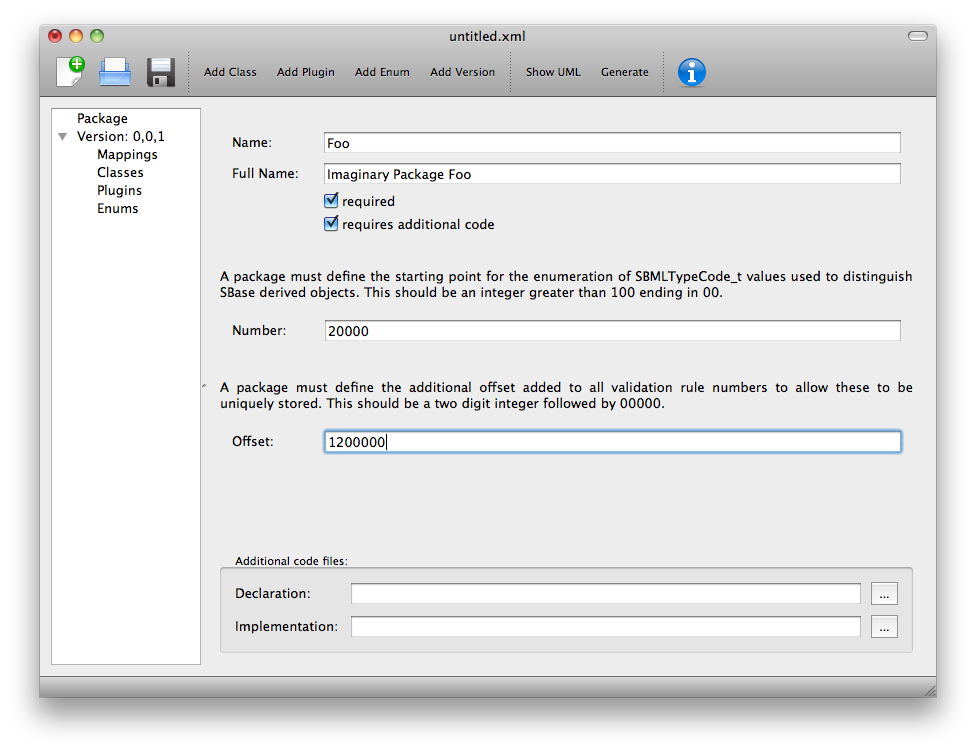 untitled.xml
Add Class Add Plugin Add Enum Add Version Show UML Generate
Package
Version: 0,0,1
Mappings
Classes
Plugins
Enums
Name: Foo
Full Name: Imaginary Package Foo
required
requires additional code
A package must define the starting point for the enumeration of SBMLTypeCode_t values used to distinguish
SBase derived objects. This should be an integer greater than 100 ending in 00.
Number: 20000
A package must define the additional offset added to all validation rule numbers to allow these to be
uniquely stored. This should be a two digit integer followed by 00000.
Offset: 1200000
Additional code files:
Declaration: ...
Implementation: ...